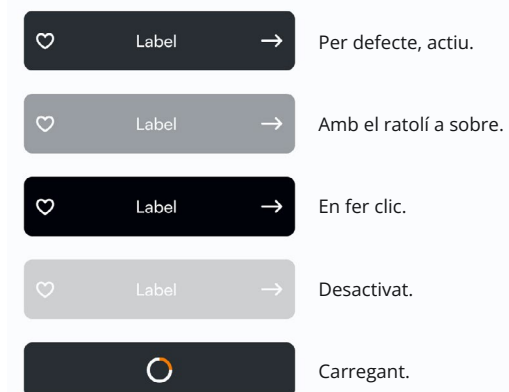 Label Per defecte, actiu.
Label Amb el ratolí a sobre.
Label En fer clic.
Label Desactivat.
Carregant.